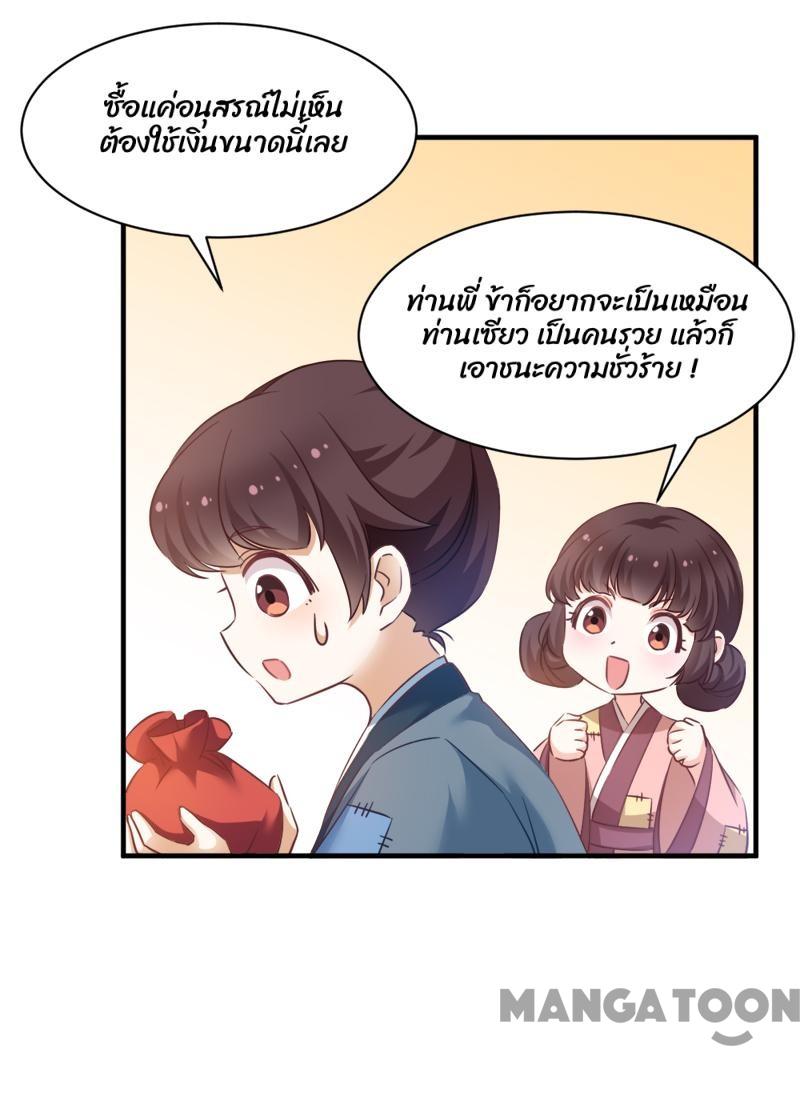 ซื้อแค่อนุสรณ์ไม่เห็น
ต้องใช้เงินขนาดนี้เลย
ท่านพี่ ข้าก็อยากจะเป็นเหมือน
ท่านเซียว เป็นคนรวย แล้วก็
เอาชนะความชั่วร้าย !
MANGATOON